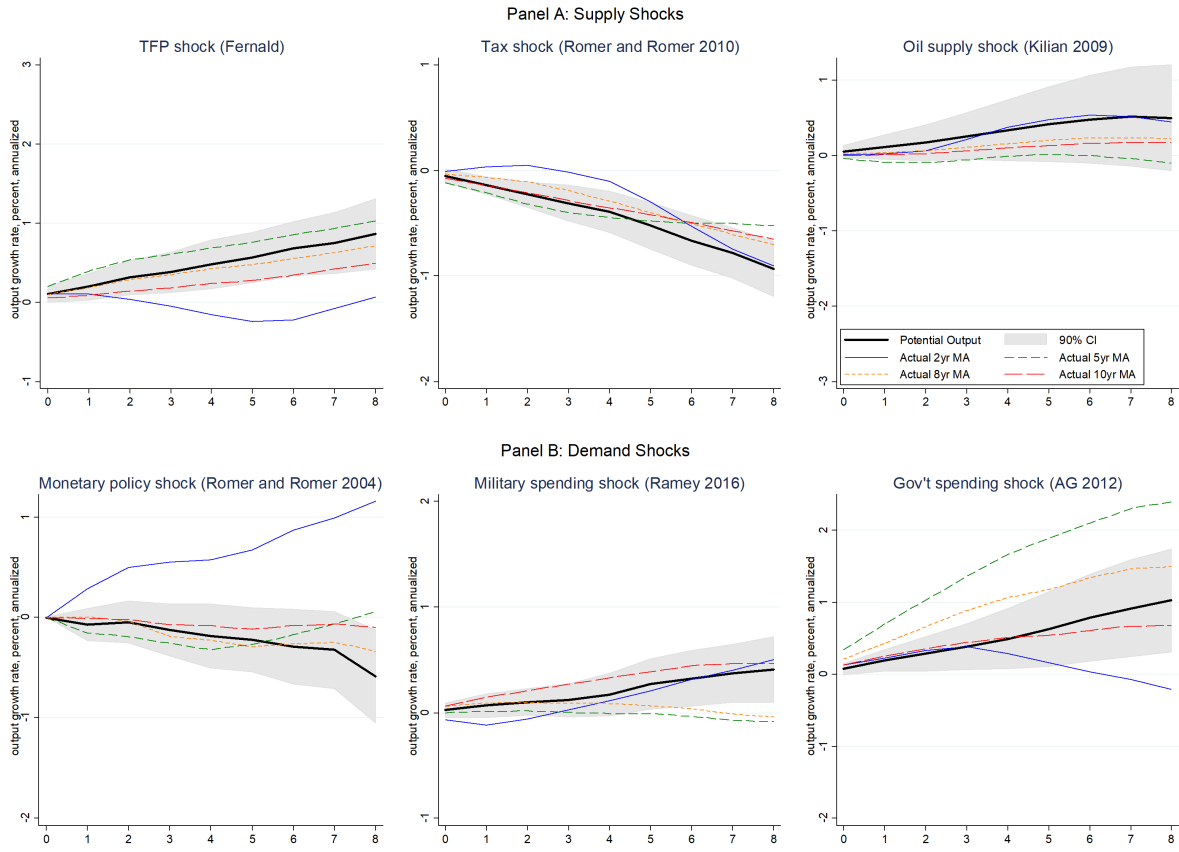 Panel A: Supply Shocks
TFP shock (Fernald)
output growth rate, percent, annualized
3
2
1
0
-1
0 1 2 3 4 5 6 7 8
Tax shock (Romer and Romer 2010)
output growth rate, percent, annualized
1
0
-1
-2
0 1 2 3 4 5 6 7 8
Oil supply shock (Kilian 2009)
output growth rate, percent, annualized
1
0
-1
-2
-3
Potential Output 90% CI
Actual 2yr MA Actual 5yr MA
Actual 8yr MA Actual 10yr MA
0 1 2 3 4 5 6 7 8
Panel B: Demand Shocks
Monetary policy shock (Romer and Romer 2004)
output growth rate, percent, annualized
1
0
-1
-2
0 1 2 3 4 5 6 7 8
Military spending shock (Ramey 2016)
output growth rate, percent, annualized
2
1
0
-1
0 1 2 3 4 5 6 7 8
Gov't spending shock (AG 2012)
output growth rate, percent, annualized
2
1
0
-1
-2
0 1 2 3 4 5 6 7 8